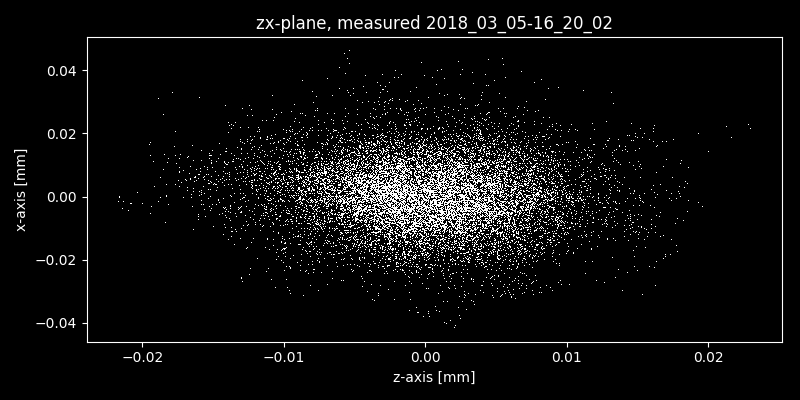 zx-plane, measured 2018_03_05-16_20_02
0.04
0.02
0.00
−0.02
−0.04
x-axis [mm]
−0.02 −0.01 0.00 0.01 0.02
z-axis [mm]